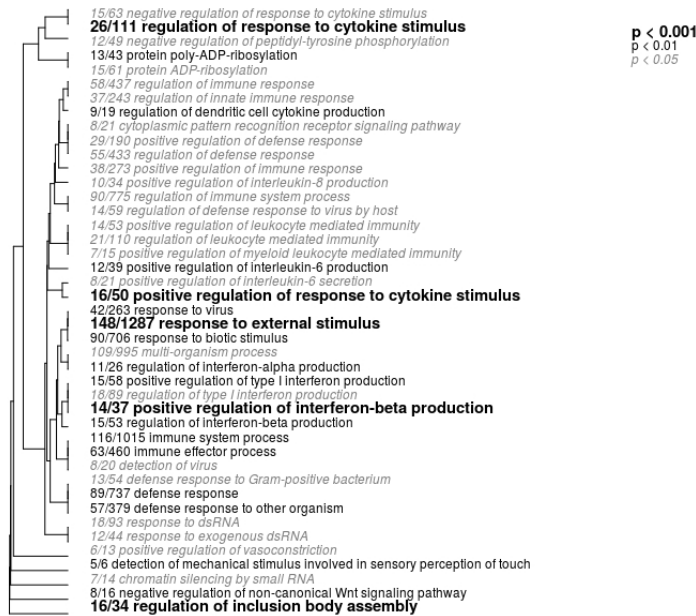 15/63 negative regulation of response to cytokine stimulus
26/111 regulation of response to cytokine stimulus
12/49 negative regulation of peptidyl-tyrosine phosphorylation
13/43 protein poly-ADP-ribosylation
15/61 protein ADP-ribosylation
58/437 regulation of immune response
37/243 regulation of innate immune response
9/19 regulation of dendritic cell cytokine production
8/21 cytoplasmic pattern recognition receptor signaling pathway
29/190 positive regulation of defense response
55/433 regulation of defense response
38/273 positive regulation of immune response
10/34 positive regulation of interleukin-8 production
90/775 regulation of immune system process
14/59 regulation of defense response to virus by host
14/53 positive regulation of leukocyte mediated immunity
21/110 regulation of leukocyte mediated immunity
7/15 positive regulation of myeloid leukocyte mediated immunity
12/39 positive regulation of interleukin-6 production
8/21 positive regulation of interleukin-6 secretion
16/50 positive regulation of response to cytokine stimulus
42/263 response to virus
148/1287 response to external stimulus
90/706 response to biotic stimulus
109/995 multi-organism process
11/26 regulation of interferon-alpha production
15/58 positive regulation of type I interferon production
18/89 regulation of type I interferon production
14/37 positive regulation of interferon-beta production
15/53 regulation of interferon-beta production
116/1015 immune system process
63/460 immune effector process
8/20 detection of virus
13/54 defense response to Gram-positive bacterium
89/737 defense response
57/379 defense response to other organism
18/93 response to dsRNA
12/44 response to exogenous dsRNA
6/13 positive regulation of vasoconstriction
5/6 detection of mechanical stimulus involved in sensory perception of touch
7/14 chromatin silencing by small RNA
8/16 negative regulation of non-canonical Wnt signaling pathway
16/34 regulation of inclusion body assembly
p < 0.001
p < 0.01
p < 0.05